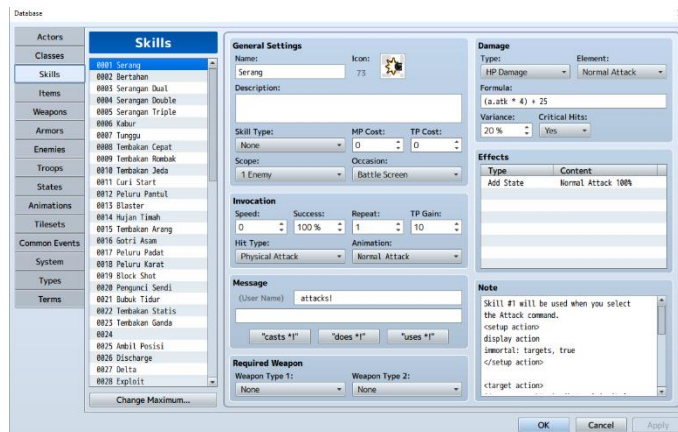 Database
Actors
Classes
Skills
Items
Weapons
Armors
Enemies
Troops
States
Animations
Tilesets
Common Events
System
Types
Terms
Skills
0001 Serang
0002 Bertahan
0003 Serangan Dual
0004 Serangan Double
0005 Serangan Triple
0006 Kabur
0007 Tunggu
0008 Tembakan Cepat
0009 Tembakan Rombak
0010 Tembakan Jeda
0011 Curi Start
0012 Peluru Pantul
0013 Blaster
0014 Hujan Timah
0015 Tembakan Arang
0016 Gotri Asam
0017 Peluru Padat
0018 Peluru Karat
0019 Block Shot
0020 Pengunci Sendi
0021 Bubuk Tidur
0022 Tembakan Statis
0023 Tembakan Ganda
0024
0025 Ambil Posisi
0026 Discharge
0027 Delta
0028 Exploit
Change Maximum...
General Settings
Name: Icon:
Serang 73
Description:
Skill Type: MP Cost: TP Cost:
None 0 0
Scope: Occasion:
1 Enemy Battle Screen
Invocation
Speed: Success: Repeat: TP Gain:
0 100 % 1 10
Hit Type: Animation:
Physical Attack Normal Attack
Message
(User Name) attacks!
"casts *!" "does *!" "uses *!"
Required Weapon
Weapon Type 1: Weapon Type 2:
None None
Damage
Type: Element:
HP Damage Normal Attack
Formula:
(a.atk * 4) + 25
Variance: Critical Hits:
20 % Yes
Effects
Type Content
Add State Normal Attack 100%
Note
Skill #1 will be used when you select
the Attack command.
<setup action>
display action
immortal: targets, true
</setup action>
<target action>
OK Cancel Apply